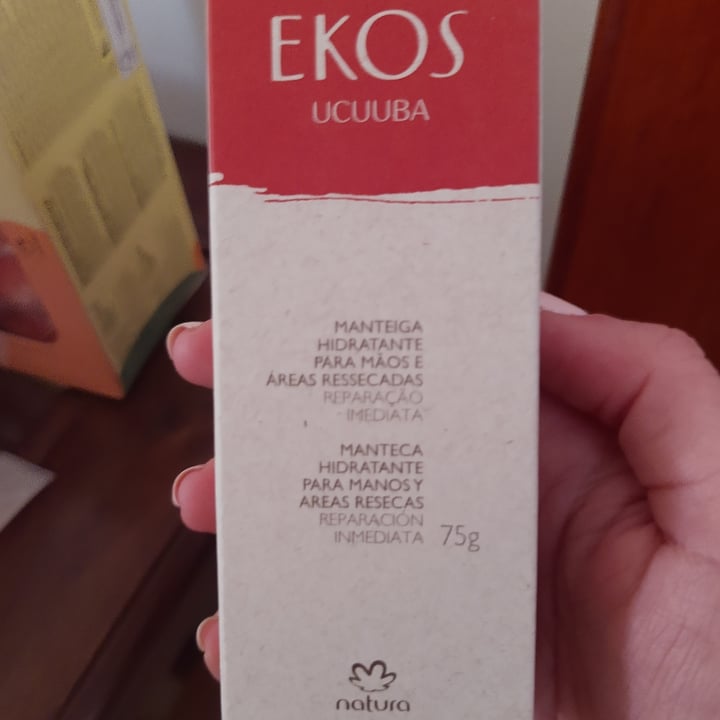 EKOS
UCUUBA
MANTEIGA
HIDRATANTE
PARA MÃOS E
ÁREAS RESSECADAS
REPARAÇÃO
IMEDIATA
MANTECA
HIDRATANTE
PARA MANOS Y
ÁREAS RESECAS
REPARACIÓN
INMEDIATA 75g
natura